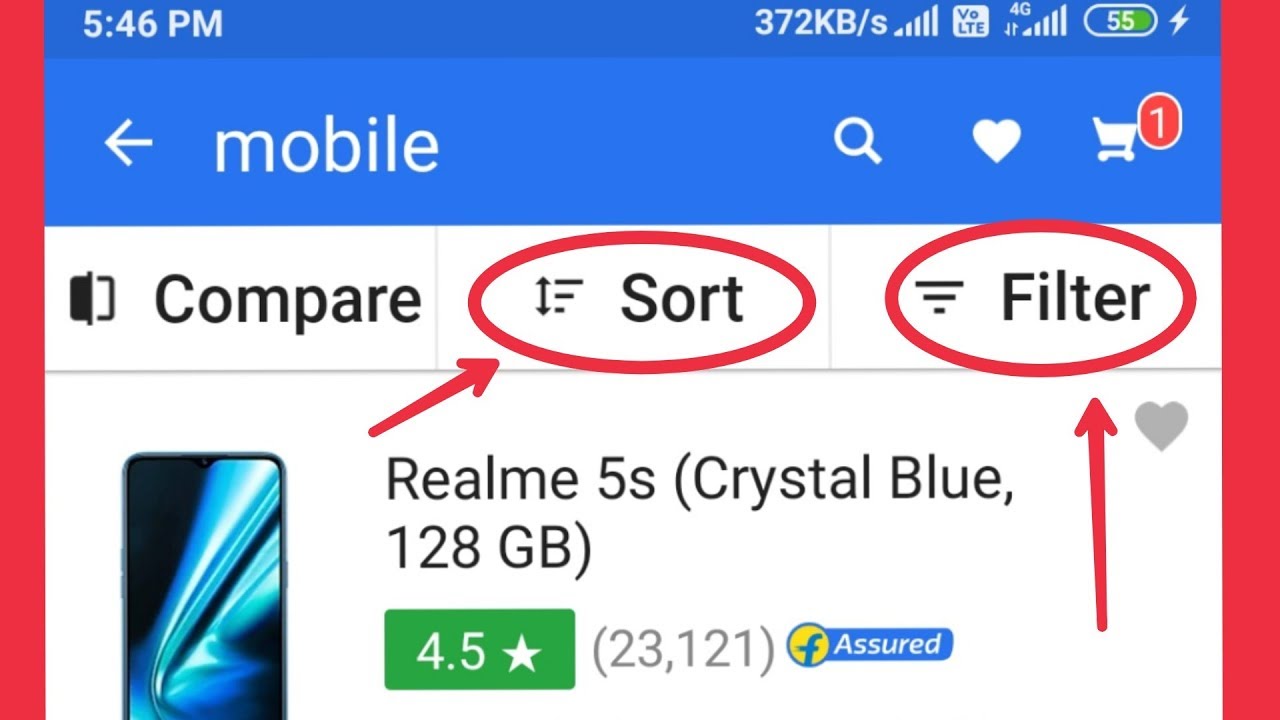 5:46 PM 372KB/s Vo LTE 4G 55
mobile 1
Compare Sort Filter
Realme 5s (Crystal Blue,
128 GB)
4.5 ★ (23,121) f Assured